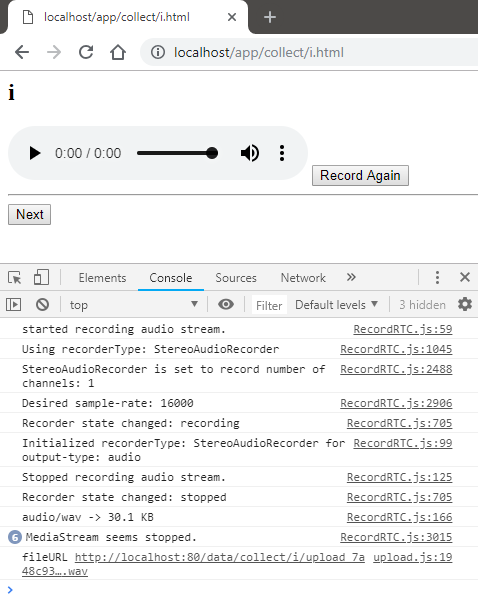 localhost/app/collect/i.html
localhost/app/collect/i.html
i
0:00 / 0:00
Record Again
Next
Elements Console Sources Network »
top Filter Default levels 3 hidden
started recording audio stream. RecordRTC.js:59
Using recorderType: StereoAudioRecorder RecordRTC.js:1045
StereoAudioRecorder is set to record number of RecordRTC.js:2488
channels: 1
Desired sample-rate: 16000 RecordRTC.js:2906
Recorder state changed: recording RecordRTC.js:705
Initialized recorderType: StereoAudioRecorder for RecordRTC.js:99
output-type: audio
Stopped recording audio stream. RecordRTC.js:125
Recorder state changed: stopped RecordRTC.js:705
audio/wav -> 30.1 KB RecordRTC.js:166
6 MediaStream seems stopped. RecordRTC.js:3015
fileURL http://localhost:80/data/collect/i/upload_7a upload.js:19
48c93….wav